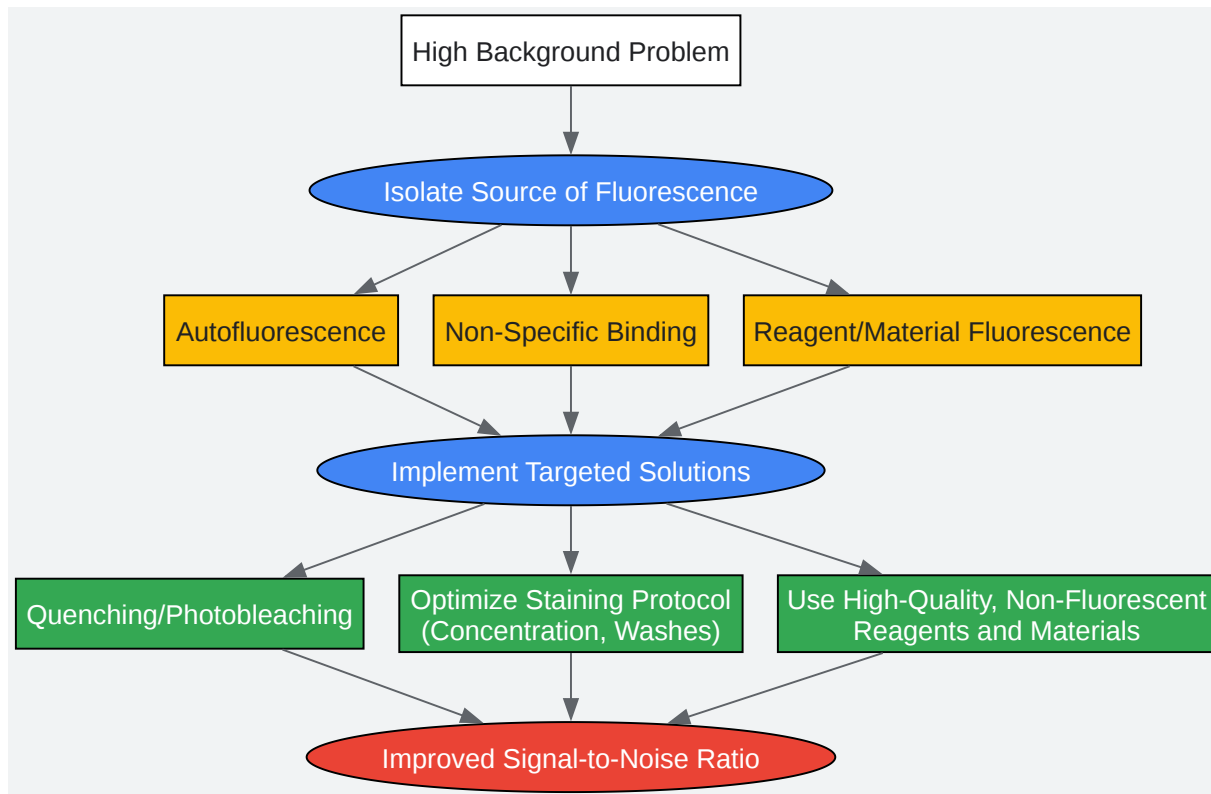 High Background Problem
Isolate Source of Fluorescence
Autofluorescence
Non-Specific Binding
Reagent/Material Fluorescence
Implement Targeted Solutions
Quenching/Photobleaching
Optimize Staining Protocol
(Concentration, Washes)
Use High-Quality, Non-Fluorescent
Reagents and Materials
Improved Signal-to-Noise Ratio